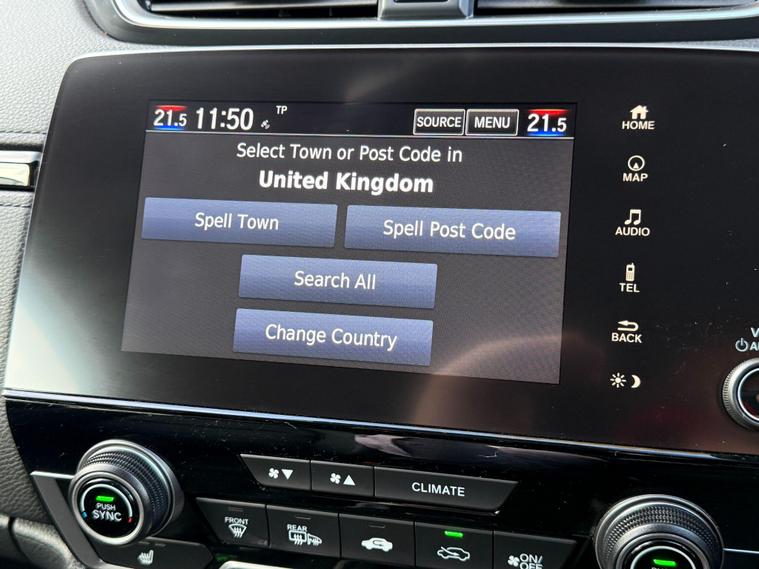 21.5 11:50 TP SOURCE MENU 21.5
Select Town or Post Code in
United Kingdom
Spell Town Spell Post Code
Search All
Change Country
HOME
MAP
AUDIO
TEL
BACK
CLIMATE
PUSH
SYNC
FRONT
REAR
ON/
OFF